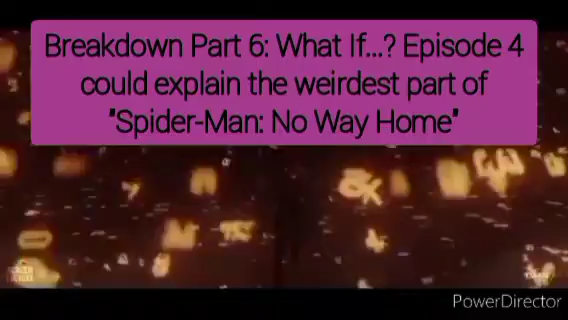 Breakdown Part 6: What If...? Episode 4
could explain the weirdest part of
"Spider-Man: No Way Home"
PowerDirector